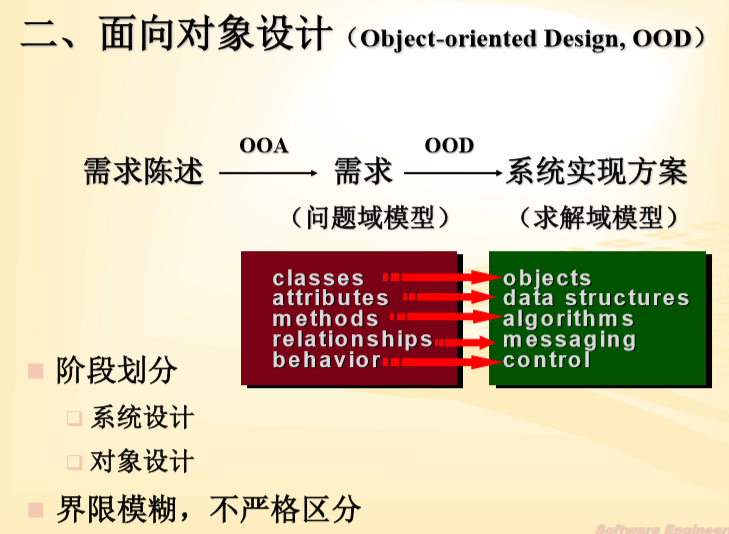 二、面向对象设计（Object-oriented Design, OOD）
OOA OOD
需求陈述 需求 系统实现方案
（问题域模型） （求解域模型）
classes objects
attributes data structures
methods algorithms
relationships messaging
behavior control
阶段划分
系统设计
对象设计
界限模糊，不严格区分
Software Engineer